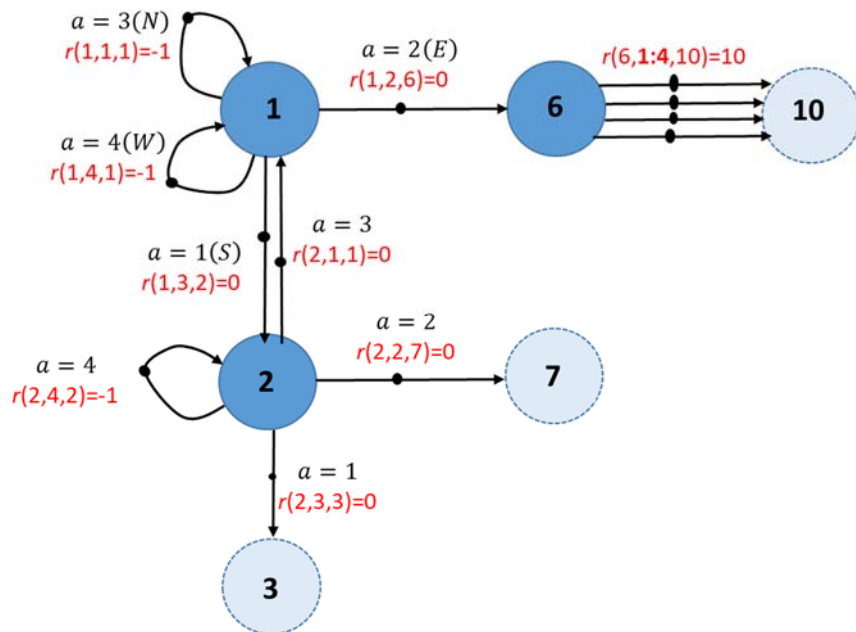 a = 3(N)
r(1,1,1)=-1
a = 2(E)
r(1,2,6)=0
r(6,1:4,10)=10
1
6
10
a = 4(W)
r(1,4,1)=-1
a = 1(S)
r(1,3,2)=0
a = 3
r(2,1,1)=0
a = 4
r(2,4,2)=-1
2
a = 2
r(2,2,7)=0
7
a = 1
r(2,3,3)=0
3